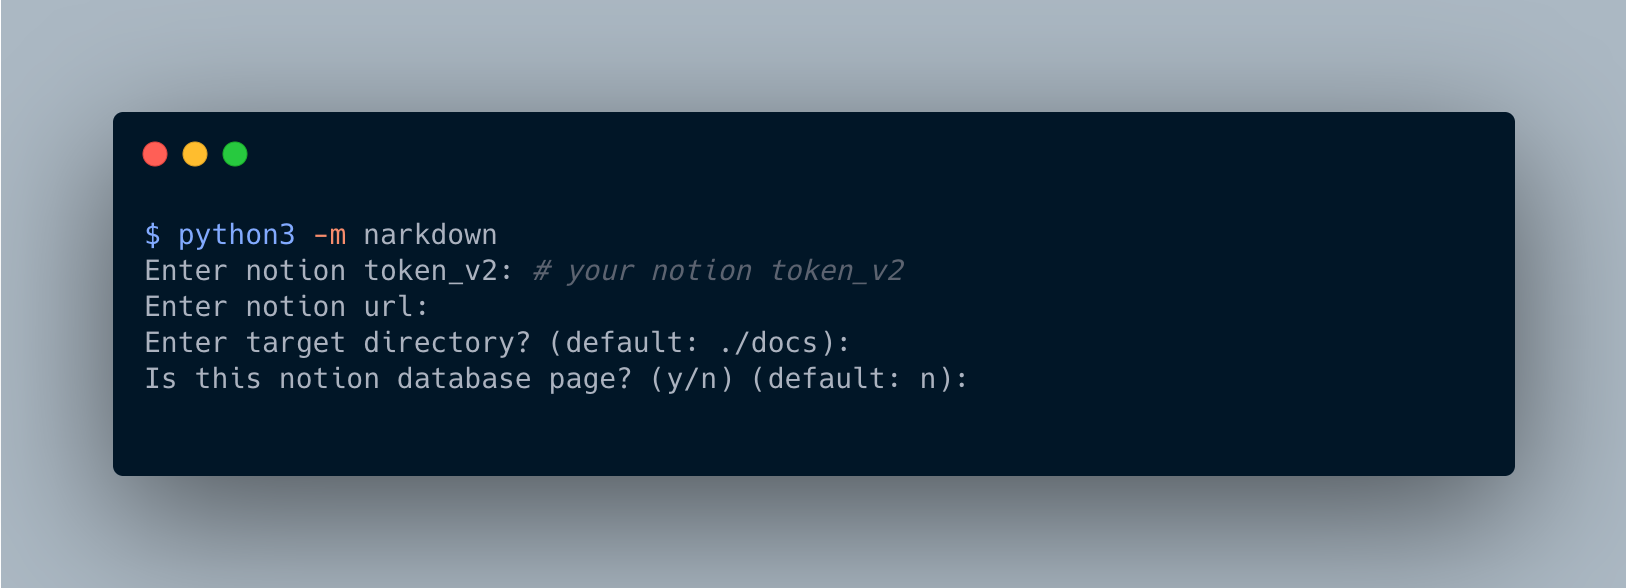 $ python3 -m narkdown
Enter notion token_v2: # your notion token_v2
Enter notion url:
Enter target directory? (default: ./docs):
Is this notion database page? (y/n) (default: n):